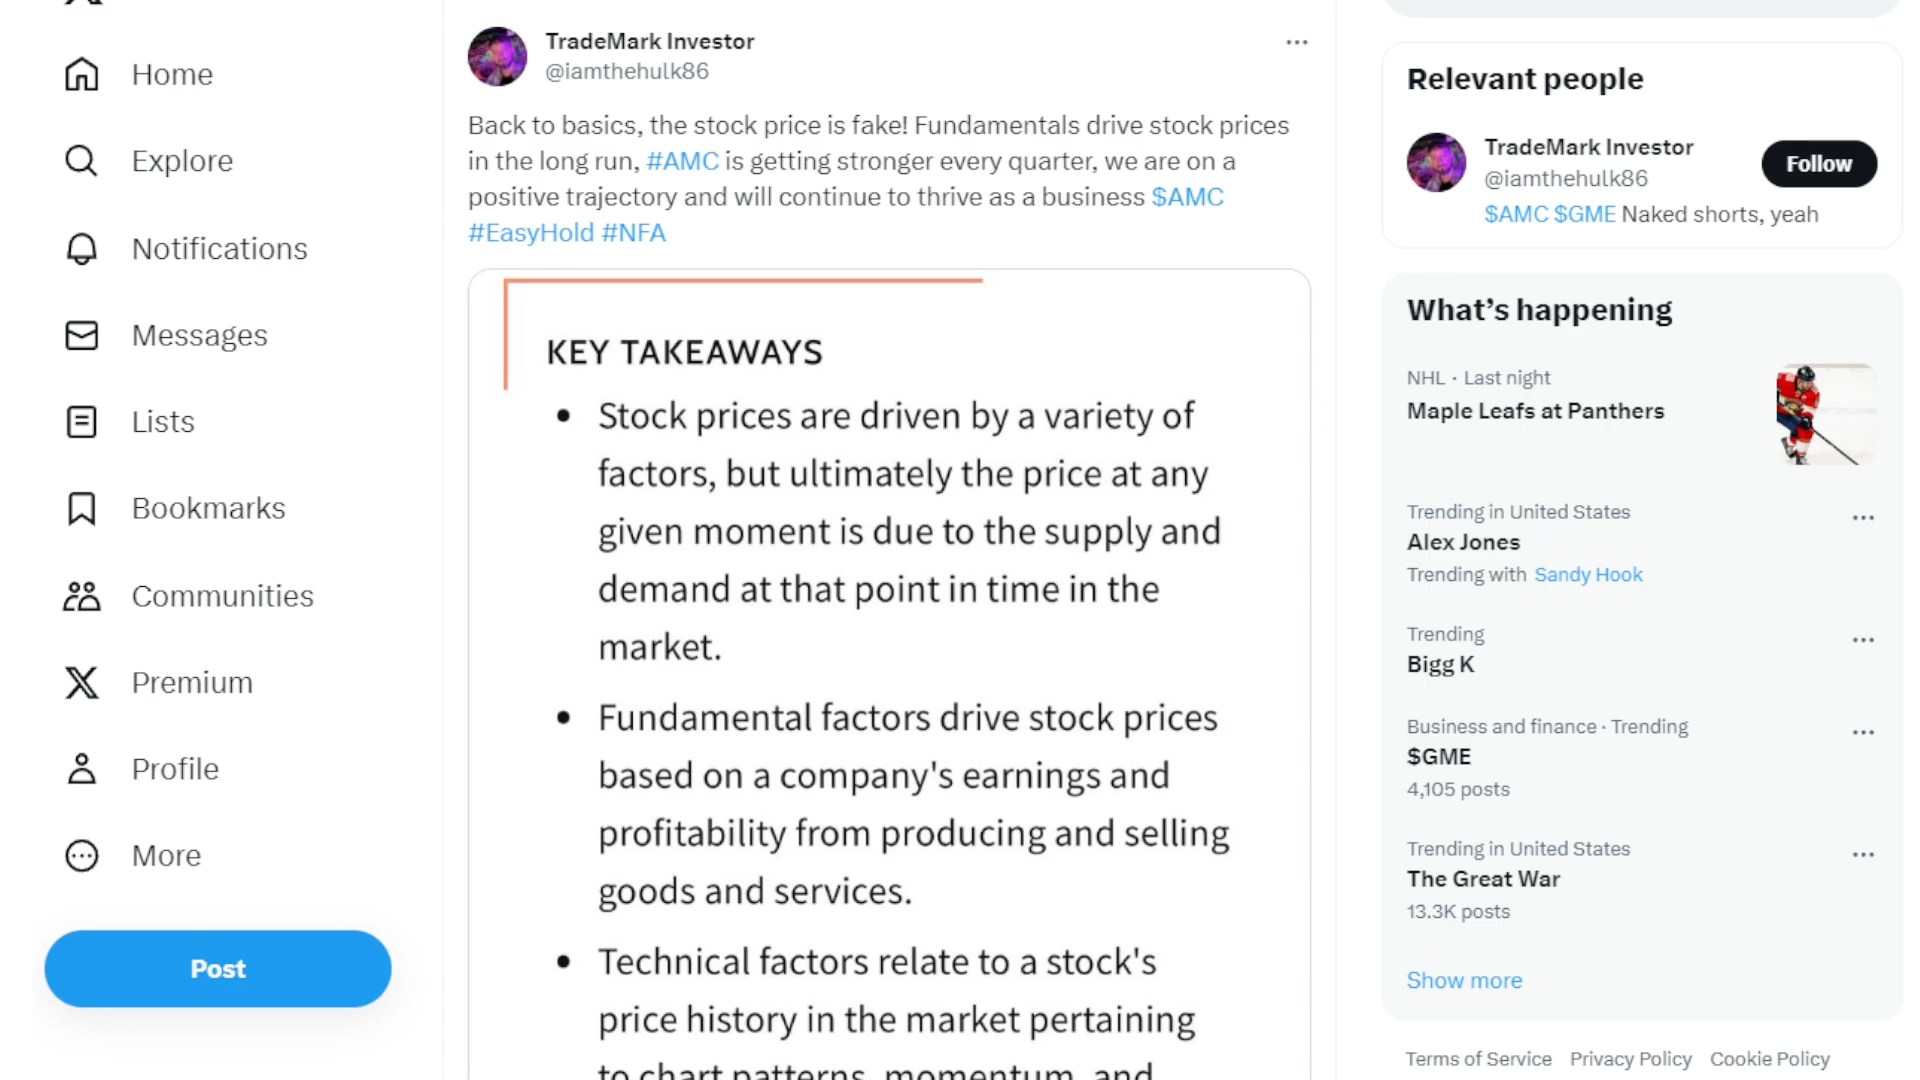 Home
Explore
Notifications
Messages
Lists
Bookmarks
Communities
Premium
Profile
More
Post
TradeMark Investor
@iamthehulk86
Back to basics, the stock price is fake! Fundamentals drive stock prices
in the long run, #AMC is getting stronger every quarter, we are on a
positive trajectory and will continue to thrive as a business $AMC
#EasyHold #NFA
KEY TAKEAWAYS
• Stock prices are driven by a variety of
factors, but ultimately the price at any
given moment is due to the supply and
demand at that point in time in the
market.
• Fundamental factors drive stock prices
based on a company's earnings and
profitability from producing and selling
goods and services.
• Technical factors relate to a stock's
price history in the market pertaining
to chart patterns, momentum, and
Relevant people
TradeMark Investor
@iamthehulk86
Follow
$AMC $GME Naked shorts, yeah
What's happening
NHL · Last night
Maple Leafs at Panthers
Trending in United States
Alex Jones
Trending with Sandy Hook
Trending
Bigg K
Business and finance · Trending
$GME
4,105 posts
Trending in United States
The Great War
13.3K posts
Show more
Terms of Service Privacy Policy Cookie Policy